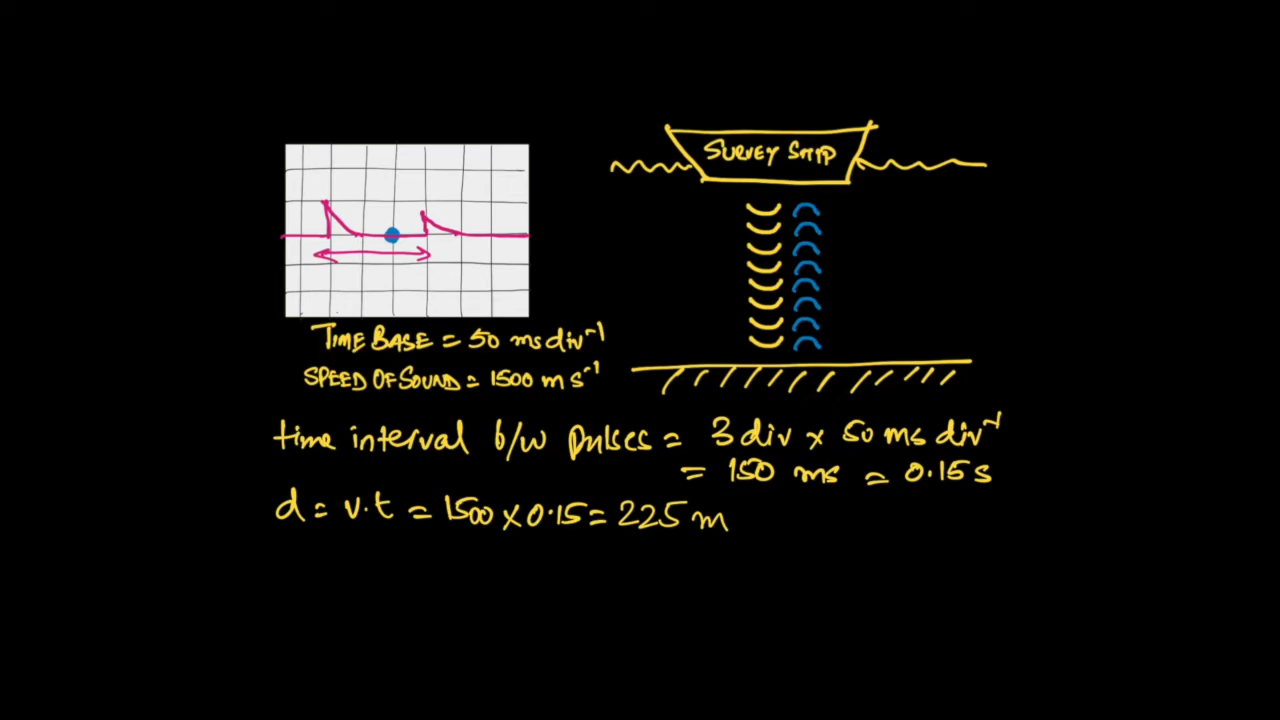 SURVEY SHIP
TIME BASE = 50 ms div⁻¹
SPEED OF SOUND = 1500 m s⁻¹
time interval b/w pulses = 3 div × 50 ms div⁻¹
= 150 ms = 0.15 s
d = v.t = 1500 × 0.15 = 225 m